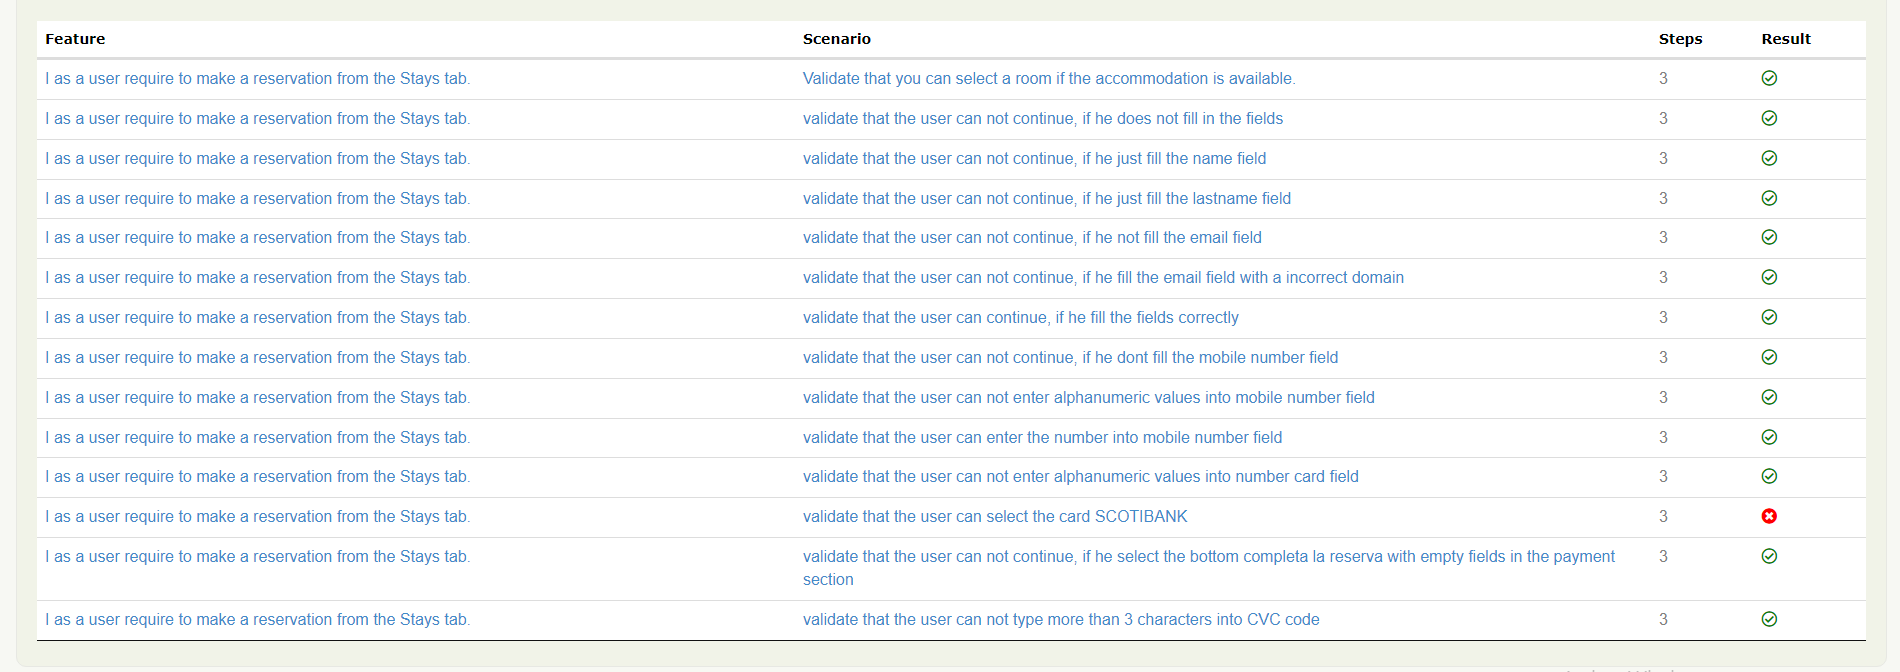 Feature Scenario Steps Result
I as a user require to make a reservation from the Stays tab. Validate that you can select a room if the accommodation is available. 3
I as a user require to make a reservation from the Stays tab. validate that the user can not continue, if he does not fill in the fields 3
I as a user require to make a reservation from the Stays tab. validate that the user can not continue, if he just fill the name field 3
I as a user require to make a reservation from the Stays tab. validate that the user can not continue, if he just fill the lastname field 3
I as a user require to make a reservation from the Stays tab. validate that the user can not continue, if he not fill the email field 3
I as a user require to make a reservation from the Stays tab. validate that the user can not continue, if he fill the email field with a incorrect domain 3
I as a user require to make a reservation from the Stays tab. validate that the user can continue, if he fill the fields correctly 3
I as a user require to make a reservation from the Stays tab. validate that the user can not continue, if he dont fill the mobile number field 3
I as a user require to make a reservation from the Stays tab. validate that the user can not enter alphanumeric values into mobile number field 3
I as a user require to make a reservation from the Stays tab. validate that the user can enter the number into mobile number field 3
I as a user require to make a reservation from the Stays tab. validate that the user can not enter alphanumeric values into number card field 3
I as a user require to make a reservation from the Stays tab. validate that the user can select the card SCOTIBANK 3
I as a user require to make a reservation from the Stays tab. validate that the user can not continue, if he select the bottom completa la reserva with empty fields in the payment 3
section
I as a user require to make a reservation from the Stays tab. validate that the user can not type more than 3 characters into CVC code 3